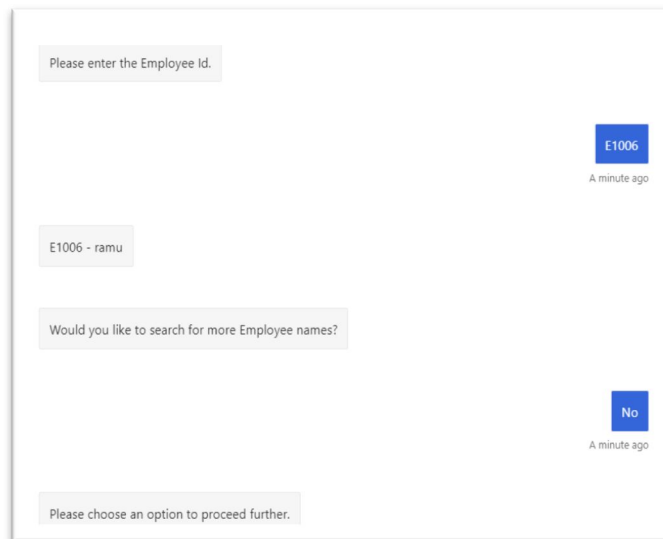 Please enter the Employee Id.
E1006
A minute ago
E1006 - ramu
Would you like to search for more Employee names?
No
A minute ago
Please choose an option to proceed further.